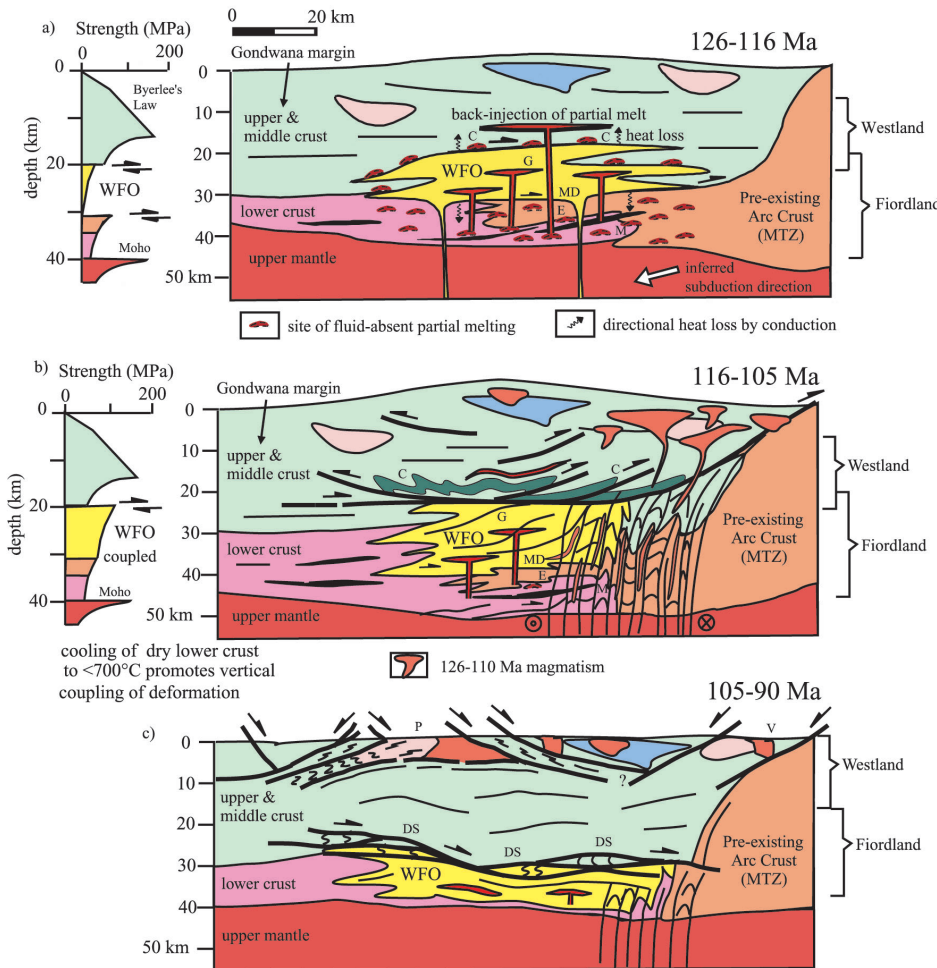 a)
Strength (MPa)
0 200
Byerlee's
Law
0
20
40
depth (km)
WFO
Moho
0 20 km
Gondwana margin
126-116 Ma
0
10
20
30
40
50 km
upper &
middle crust
back-injection of partial melt
C
C
heat loss
WFO
G
MD
E
M
lower crust
upper mantle
Pre-existing
Arc Crust
(MTZ)
inferred
subduction direction
Westland
Fiordland
site of fluid-absent partial melting
directional heat loss by conduction
b)
Strength (MPa)
0 200
0
20
40
depth (km)
WFO
coupled
Moho
cooling of dry lower crust
to <700°C promotes vertical
coupling of deformation
Gondwana margin
116-105 Ma
0
10
20
30
40
50 km
upper &
middle crust
C
C
G
WFO
MD
E
M
lower crust
upper mantle
Pre-existing
Arc Crust
(MTZ)
Westland
Fiordland
126-110 Ma magmatism
105-90 Ma
c)
P
V
0
10
20
30
40
50 km
?
upper &
middle crust
DS
DS
DS
WFO
lower crust
upper mantle
Pre-existing
Arc Crust
(MTZ)
Westland
Fiordland